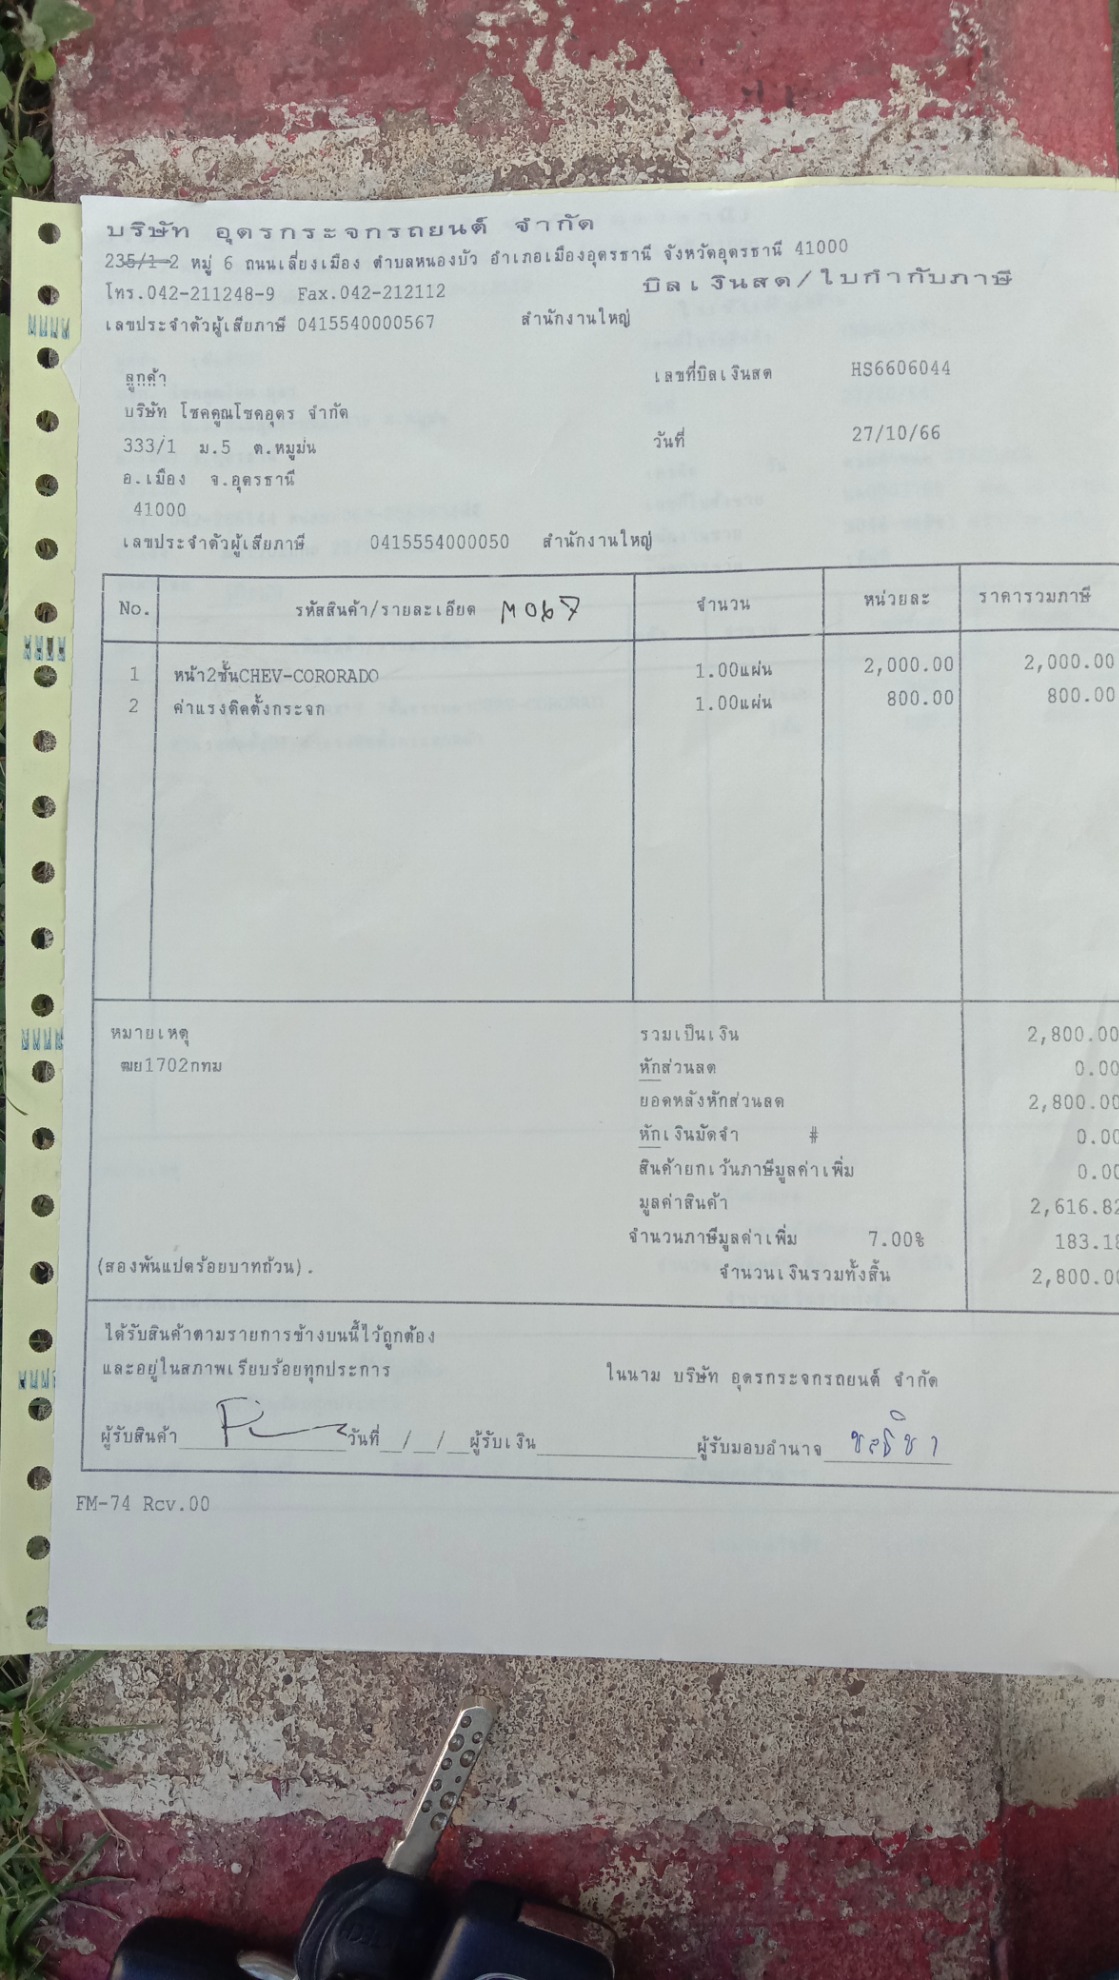 บริษัท อุดรกระจกรถยนต์ จำกัด
235/1-2 หมู่ 6 ถนนเลี่ยงเมือง ตำบลหนองบัว อำเภอเมืองอุดรธานี จังหวัดอุดรธานี 41000
โทร.042-211248-9 Fax.042-212112
บิลเงินสด/ใบกำกับภาษี
เลขประจำตัวผู้เสียภาษี 0415540000567 สำนักงานใหญ่
ลูกค้า
เลขที่บิลเงินสด HS6606044
บริษัท โชคคูณโชคอุดร จำกัด
333/1 ม.5 ต.หมูม่น
วันที่ 27/10/66
อ.เมือง จ.อุดรธานี
41000
เลขประจำตัวผู้เสียภาษี 0415554000050 สำนักงานใหญ่
No. รหัสสินค้า/รายละเอียด M067 จำนวน หน่วยละ ราคารวมภาษี
1 หน้า2ชั้นCHEV-CORORADO 1.00แผ่น 2,000.00 2,000.00
2 ค่าแรงติดตั้งกระจก 1.00แผ่น 800.00 800.00
หมายเหตุ รวมเป็นเงิน 2,800.00
ฒย1702กทม หักส่วนลด 0.00
ยอดหลังหักส่วนลด 2,800.00
หักเงินมัดจำ # 0.00
สินค้ายกเว้นภาษีมูลค่าเพิ่ม 0.00
มูลค่าสินค้า 2,616.82
จำนวนภาษีมูลค่าเพิ่ม 7.00% 183.18
(สองพันแปดร้อยบาทถ้วน). จำนวนเงินรวมทั้งสิ้น 2,800.00
ได้รับสินค้าตามรายการข้างบนนี้ไว้ถูกต้อง
และอยู่ในสภาพเรียบร้อยทุกประการ
ในนาม บริษัท อุดรกระจกรถยนต์ จำกัด
ผู้รับสินค้า วันที่ / / ผู้รับเงิน ผู้รับมอบอำนาจ
FM-74 Rcv.00